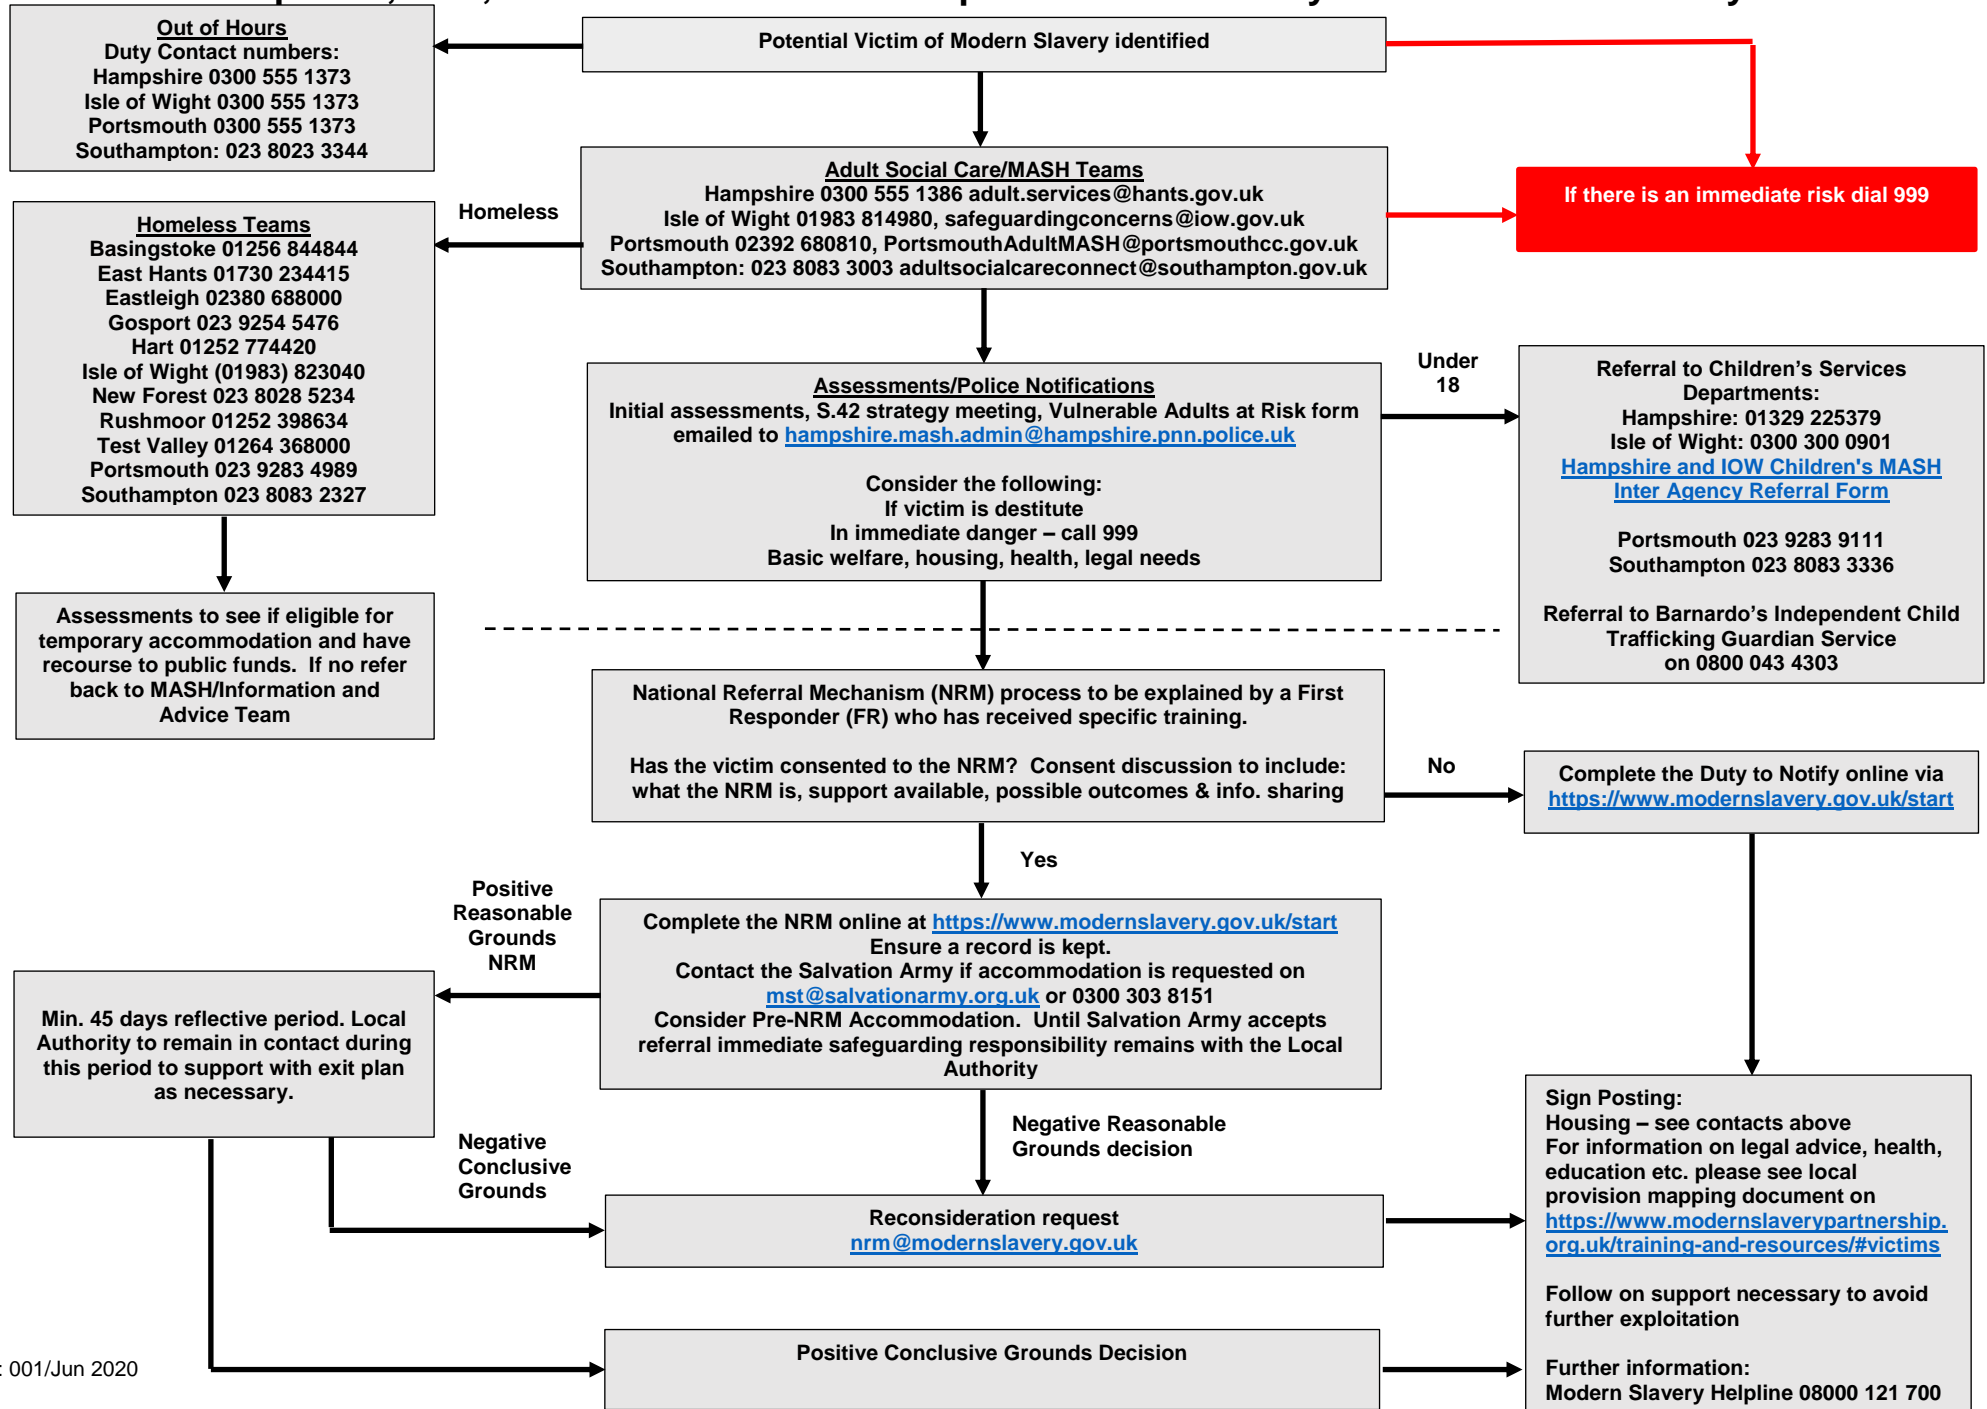 Out of Hours
Duty Contact numbers:
Hampshire 0300 555 1373
Isle of Wight 0300 555 1373
Portsmouth 0300 555 1373
Southampton: 023 8023 3344
Potential Victim of Modern Slavery identified
Adult Social Care/MASH Teams
Hampshire 0300 555 1386 adult.services@hants.gov.uk
Isle of Wight 01983 814980, safeguardingconcerns@iow.gov.uk
Portsmouth 02392 680810, PortsmouthAdultMASH@portsmouthcc.gov.uk
Southampton: 023 8083 3003 adultsocialcareconnect@southampton.gov.uk
If there is an immediate risk dial 999
Homeless
Homeless Teams
Basingstoke 01256 844844
East Hants 01730 234415
Eastleigh 02380 688000
Gosport 023 9254 5476
Hart 01252 774420
Isle of Wight (01983) 823040
New Forest 023 8028 5234
Rushmoor 01252 398634
Test Valley 01264 368000
Portsmouth 023 9283 4989
Southampton 023 8083 2327
Assessments/Police Notifications
Initial assessments, S.42 strategy meeting, Vulnerable Adults at Risk form
emailed to hampshire.mash.admin@hampshire.pnn.police.uk
Consider the following:
If victim is destitute
In immediate danger – call 999
Basic welfare, housing, health, legal needs
Under
18
Referral to Children’s Services
Departments:
Hampshire: 01329 225379
Isle of Wight: 0300 300 0901
Hampshire and IOW Children's MASH
Inter Agency Referral Form
Portsmouth 023 9283 9111
Southampton 023 8083 3336
Referral to Barnardo’s Independent Child
Trafficking Guardian Service
on 0800 043 4303
Assessments to see if eligible for
temporary accommodation and have
recourse to public funds. If no refer
back to MASH/Information and
Advice Team
National Referral Mechanism (NRM) process to be explained by a First
Responder (FR) who has received specific training.
Has the victim consented to the NRM? Consent discussion to include:
what the NRM is, support available, possible outcomes & info. sharing
No
Complete the Duty to Notify online via
https://www.modernslavery.gov.uk/start
Yes
Positive
Reasonable
Grounds
NRM
Complete the NRM online at https://www.modernslavery.gov.uk/start
Ensure a record is kept.
Contact the Salvation Army if accommodation is requested on
mst@salvationarmy.org.uk or 0300 303 8151
Consider Pre-NRM Accommodation. Until Salvation Army accepts
referral immediate safeguarding responsibility remains with the Local
Authority
Min. 45 days reflective period. Local
Authority to remain in contact during
this period to support with exit plan
as necessary.
Negative
Conclusive
Grounds
Negative Reasonable
Grounds decision
Reconsideration request
nrm@modernslavery.gov.uk
Positive Conclusive Grounds Decision
Sign Posting:
Housing – see contacts above
For information on legal advice, health,
education etc. please see local
provision mapping document on
https://www.modernslaverypartnership.
org.uk/training-and-resources/#victims
Follow on support necessary to avoid
further exploitation
Further information:
Modern Slavery Helpline 08000 121 700
: 001/Jun 2020